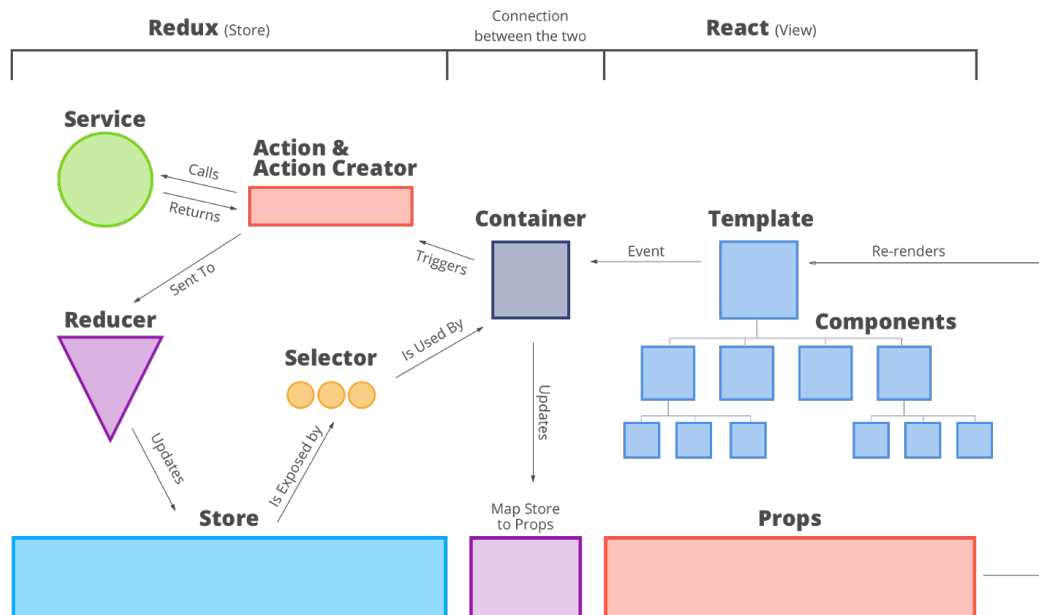 Redux (Store)
Connection
between the two
React (View)
Service
Action &
Action Creator
Calls
Returns
Container
Template
Triggers
Event
Re-renders
Sent To
Reducer
Components
Selector
Is Used By
Updates
Updates
Is Exposed by
Store
Map Store
to Props
Props